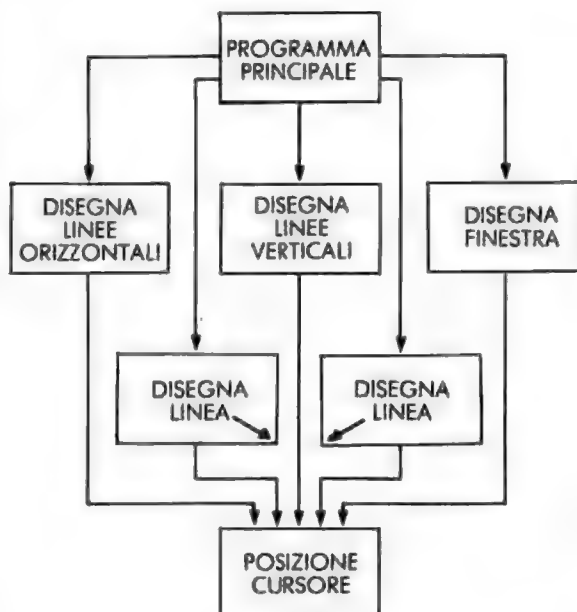 PROGRAMMA
PRINCIPALE
DISEGNA
LINEE
ORIZZONTALI
DISEGNA
LINEE
VERTICALI
DISEGNA
FINESTRA
DISEGNA
LINEA
DISEGNA
LINEA
POSIZIONE
CURSORE